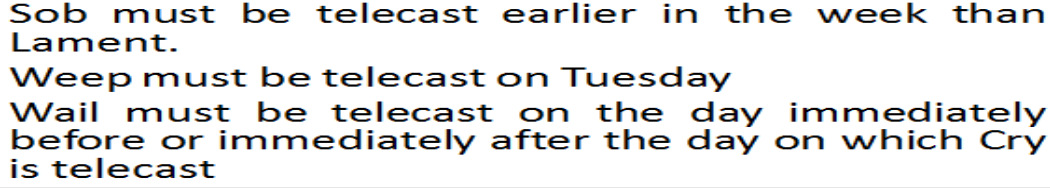 Sob must be telecast earlier in the week than
Lament.
Weep must be telecast on Tuesday
Wail must be telecast on the day immediately
before or immediately after the day on which Cry
is telecast